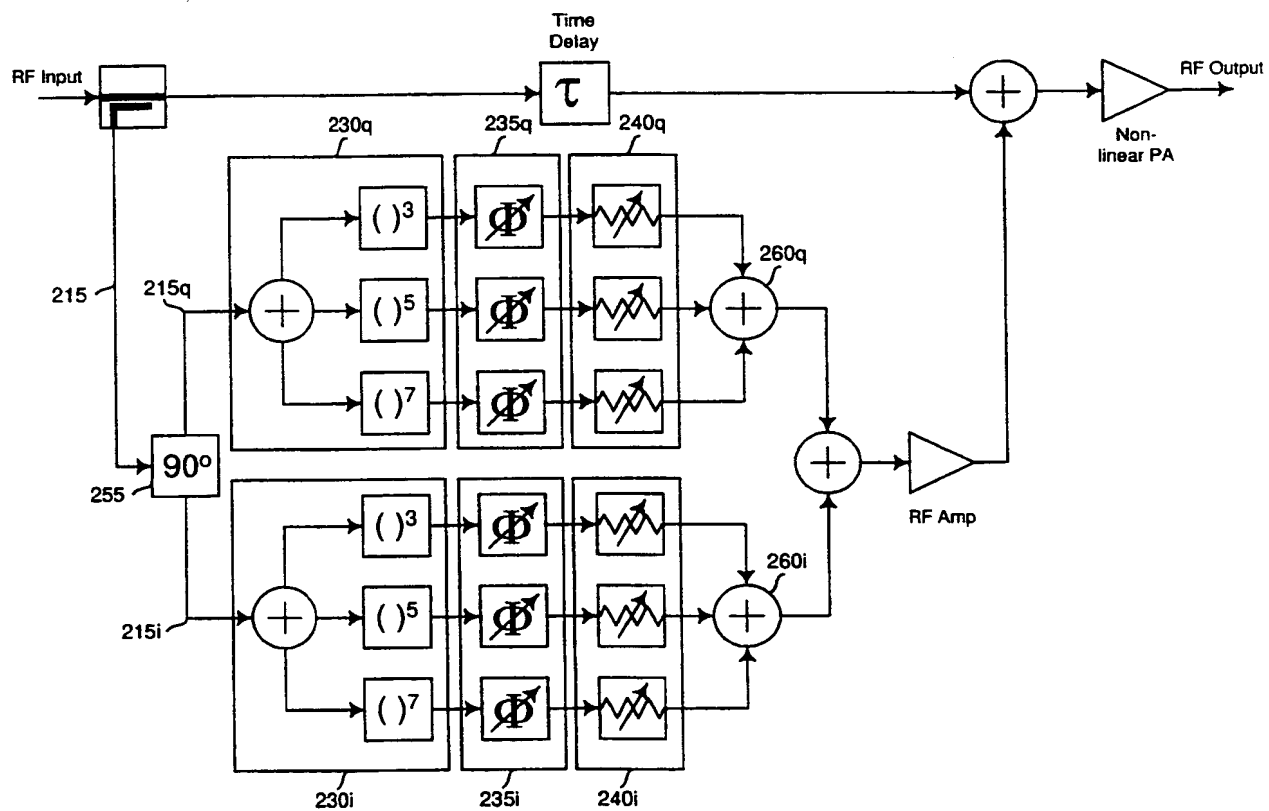 Time
Delay
RF Input
τ
+
RF Output
Non-
linear PA
230q
235q
240q
( )3
Φ
260q
215
215q
+
( )5
Φ
+
( )7
Φ
90o
255
+
RF Amp
( )3
Φ
260i
215i
+
( )5
Φ
+
( )7
Φ
230i
235i
240i